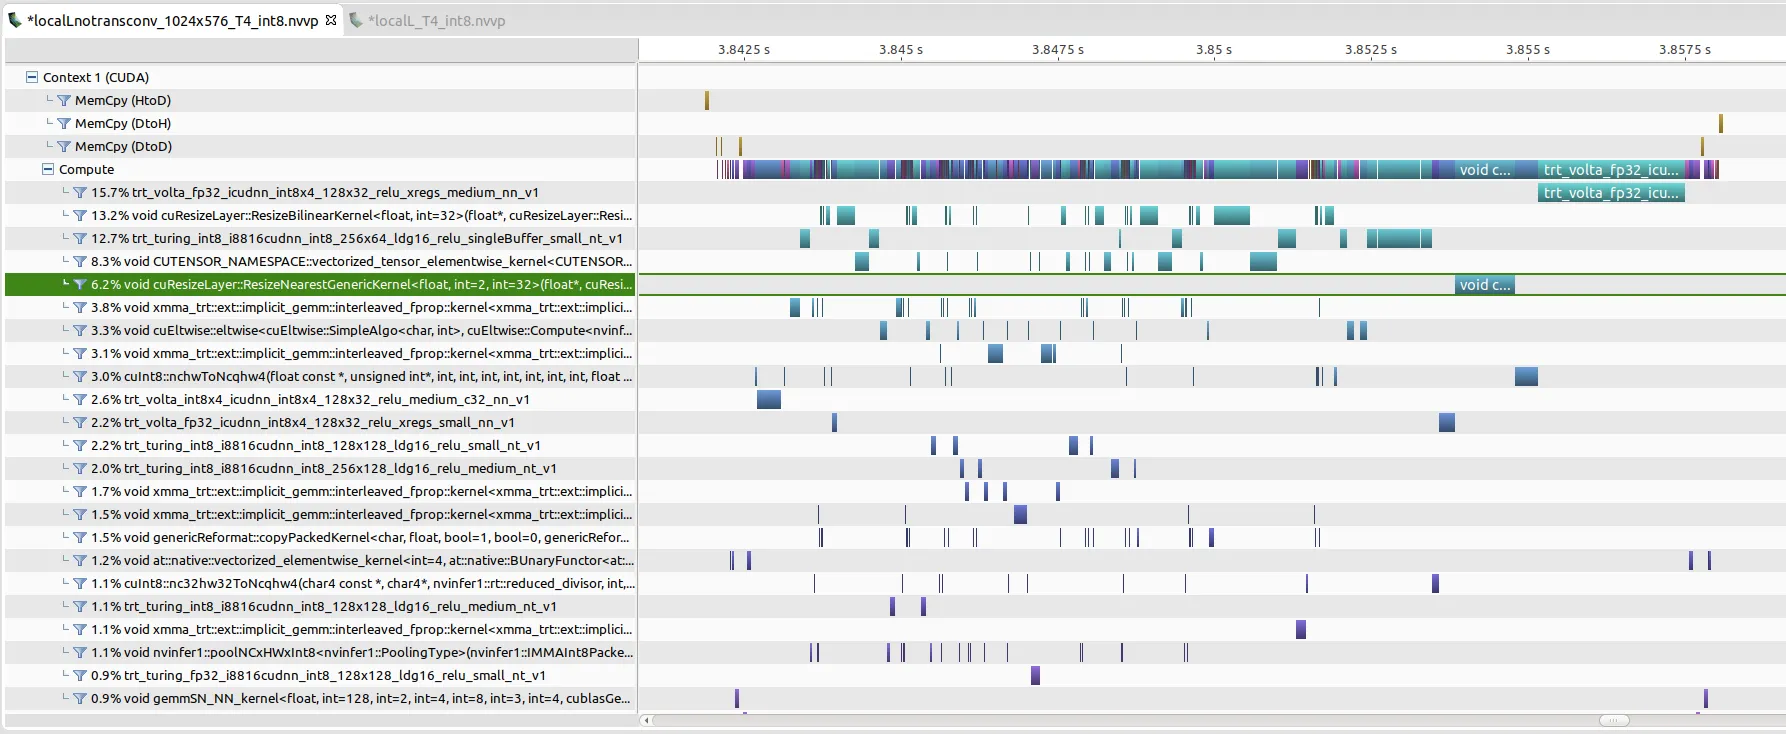 *localLnotransconv_1024x576_T4_int8.nvvp *localL_T4_int8.nvvp
3.8425 s 3.845 s 3.8475 s 3.85 s 3.8525 s 3.855 s 3.8575 s
Context 1 (CUDA)
MemCpy (HtoD)
MemCpy (DtoH)
MemCpy (DtoD)
Compute void c... trt_volta_fp32_icu...
15.7% trt_volta_fp32_icudnn_int8x4_128x32_relu_xregs_medium_nn_v1 trt_volta_fp32_icu...
13.2% void cuResizeLayer::ResizeBilinearKernel<float, int=32>(float*, cuResizeLayer::Resi...
12.7% trt_turing_int8_i8816cudnn_int8_256x64_ldg16_relu_singleBuffer_small_nt_v1
8.3% void CUTENSOR_NAMESPACE::vectorized_tensor_elementwise_kernel<CUTENSOR...
6.2% void cuResizeLayer::ResizeNearestGenericKernel<float, int=2, int=32>(float*, cuResi... void c...
3.8% void xmma_trt::ext::implicit_gemm::interleaved_fprop::kernel<xmma_trt::ext::implici...
3.3% void cuEltwise::eltwise<cuEltwise::SimpleAlgo<char, int>, cuEltwise::Compute<nvinf...
3.1% void xmma_trt::ext::implicit_gemm::interleaved_fprop::kernel<xmma_trt::ext::implici...
3.0% cuInt8::nchwToNcqhw4(float const *, unsigned int*, int, int, int, int, int, int, int, float ...
2.6% trt_volta_int8x4_icudnn_int8x4_128x32_relu_medium_c32_nn_v1
2.2% trt_volta_fp32_icudnn_int8x4_128x32_relu_xregs_small_nn_v1
2.2% trt_turing_int8_i8816cudnn_int8_128x128_ldg16_relu_small_nt_v1
2.0% trt_turing_int8_i8816cudnn_int8_256x128_ldg16_relu_medium_nt_v1
1.7% void xmma_trt::ext::implicit_gemm::interleaved_fprop::kernel<xmma_trt::ext::implici...
1.5% void xmma_trt::ext::implicit_gemm::interleaved_fprop::kernel<xmma_trt::ext::implici...
1.5% void genericReformat::copyPackedKernel<char, float, bool=1, bool=0, genericRefor...
1.2% void at::native::vectorized_elementwise_kernel<int=4, at::native::BUnaryFunctor<at:...
1.1% cuInt8::nc32hw32ToNcqhw4(char4 const *, char4*, nvinfer1::rt::reduced_divisor, int,...
1.1% trt_turing_int8_i8816cudnn_int8_128x128_ldg16_relu_medium_nt_v1
1.1% void xmma_trt::ext::implicit_gemm::interleaved_fprop::kernel<xmma_trt::ext::implici...
1.1% void nvinfer1::poolNCxHWxInt8<nvinfer1::PoolingType>(nvinfer1::IMMAInt8Packe...
0.9% trt_turing_fp32_i8816cudnn_int8_128x128_ldg16_relu_small_nt_v1
0.9% void gemmSN_NN_kernel<float, int=128, int=2, int=4, int=8, int=3, int=4, cublasGe...